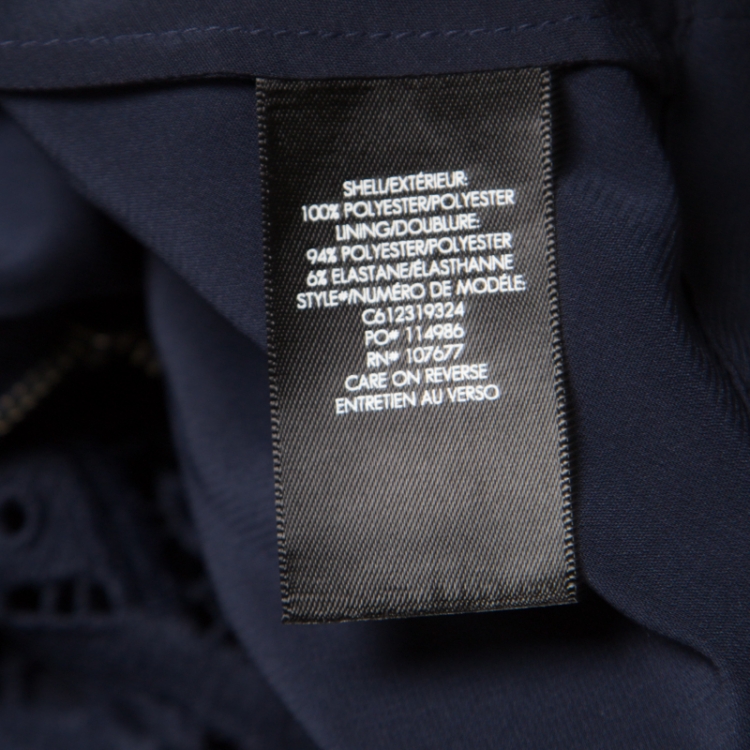 SHELL/EXTÉRIEUR:
100% POLYESTER/POLYESTER
LINING/DOUBLURE:
94% POLYESTER/POLYESTER
6% ELASTANE/ÉLASTHANNE
STYLE#/NUMÉRO DE MODÈLE:
C612319324
PO# 114986
RN# 107677
CARE ON REVERSE
ENTRETIEN AU VERSO